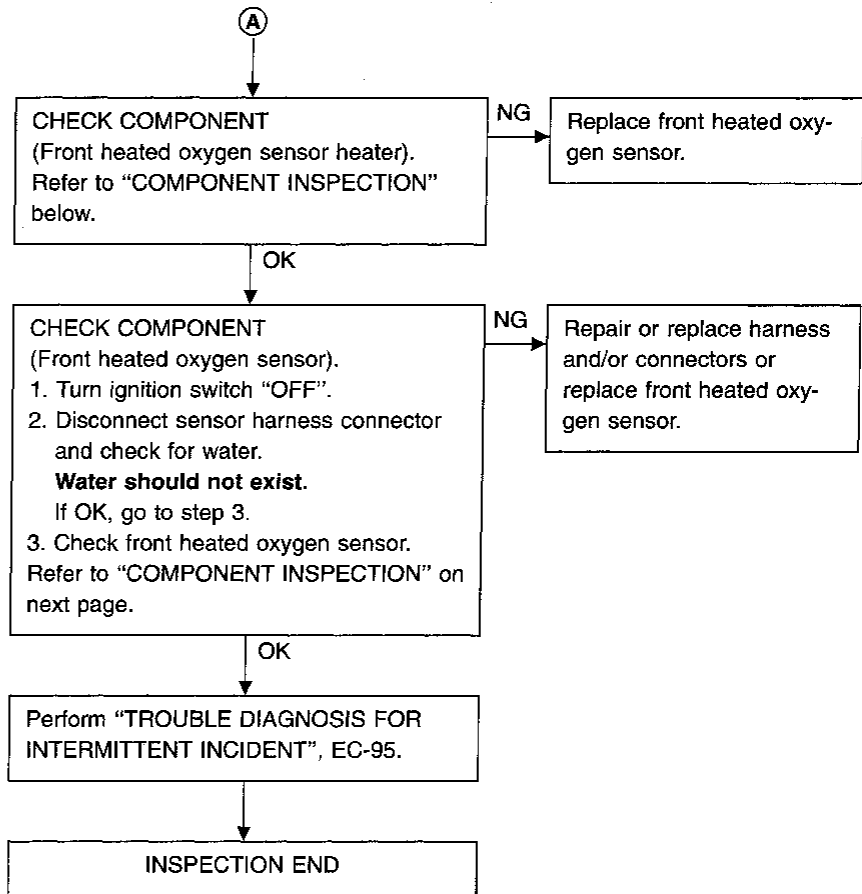 A
CHECK COMPONENT
(Front heated oxygen sensor heater).
Refer to “COMPONENT INSPECTION”
below.
NG
Replace front heated oxy-
gen sensor.
OK
CHECK COMPONENT
(Front heated oxygen sensor).
1. Turn ignition switch “OFF”.
2. Disconnect sensor harness connector
and check for water.
Water should not exist.
If OK, go to step 3.
3. Check front heated oxygen sensor.
Refer to “COMPONENT INSPECTION” on
next page.
NG
Repair or replace harness
and/or connectors or
replace front heated oxy-
gen sensor.
OK
Perform “TROUBLE DIAGNOSIS FOR
INTERMITTENT INCIDENT”, EC-95.
INSPECTION END